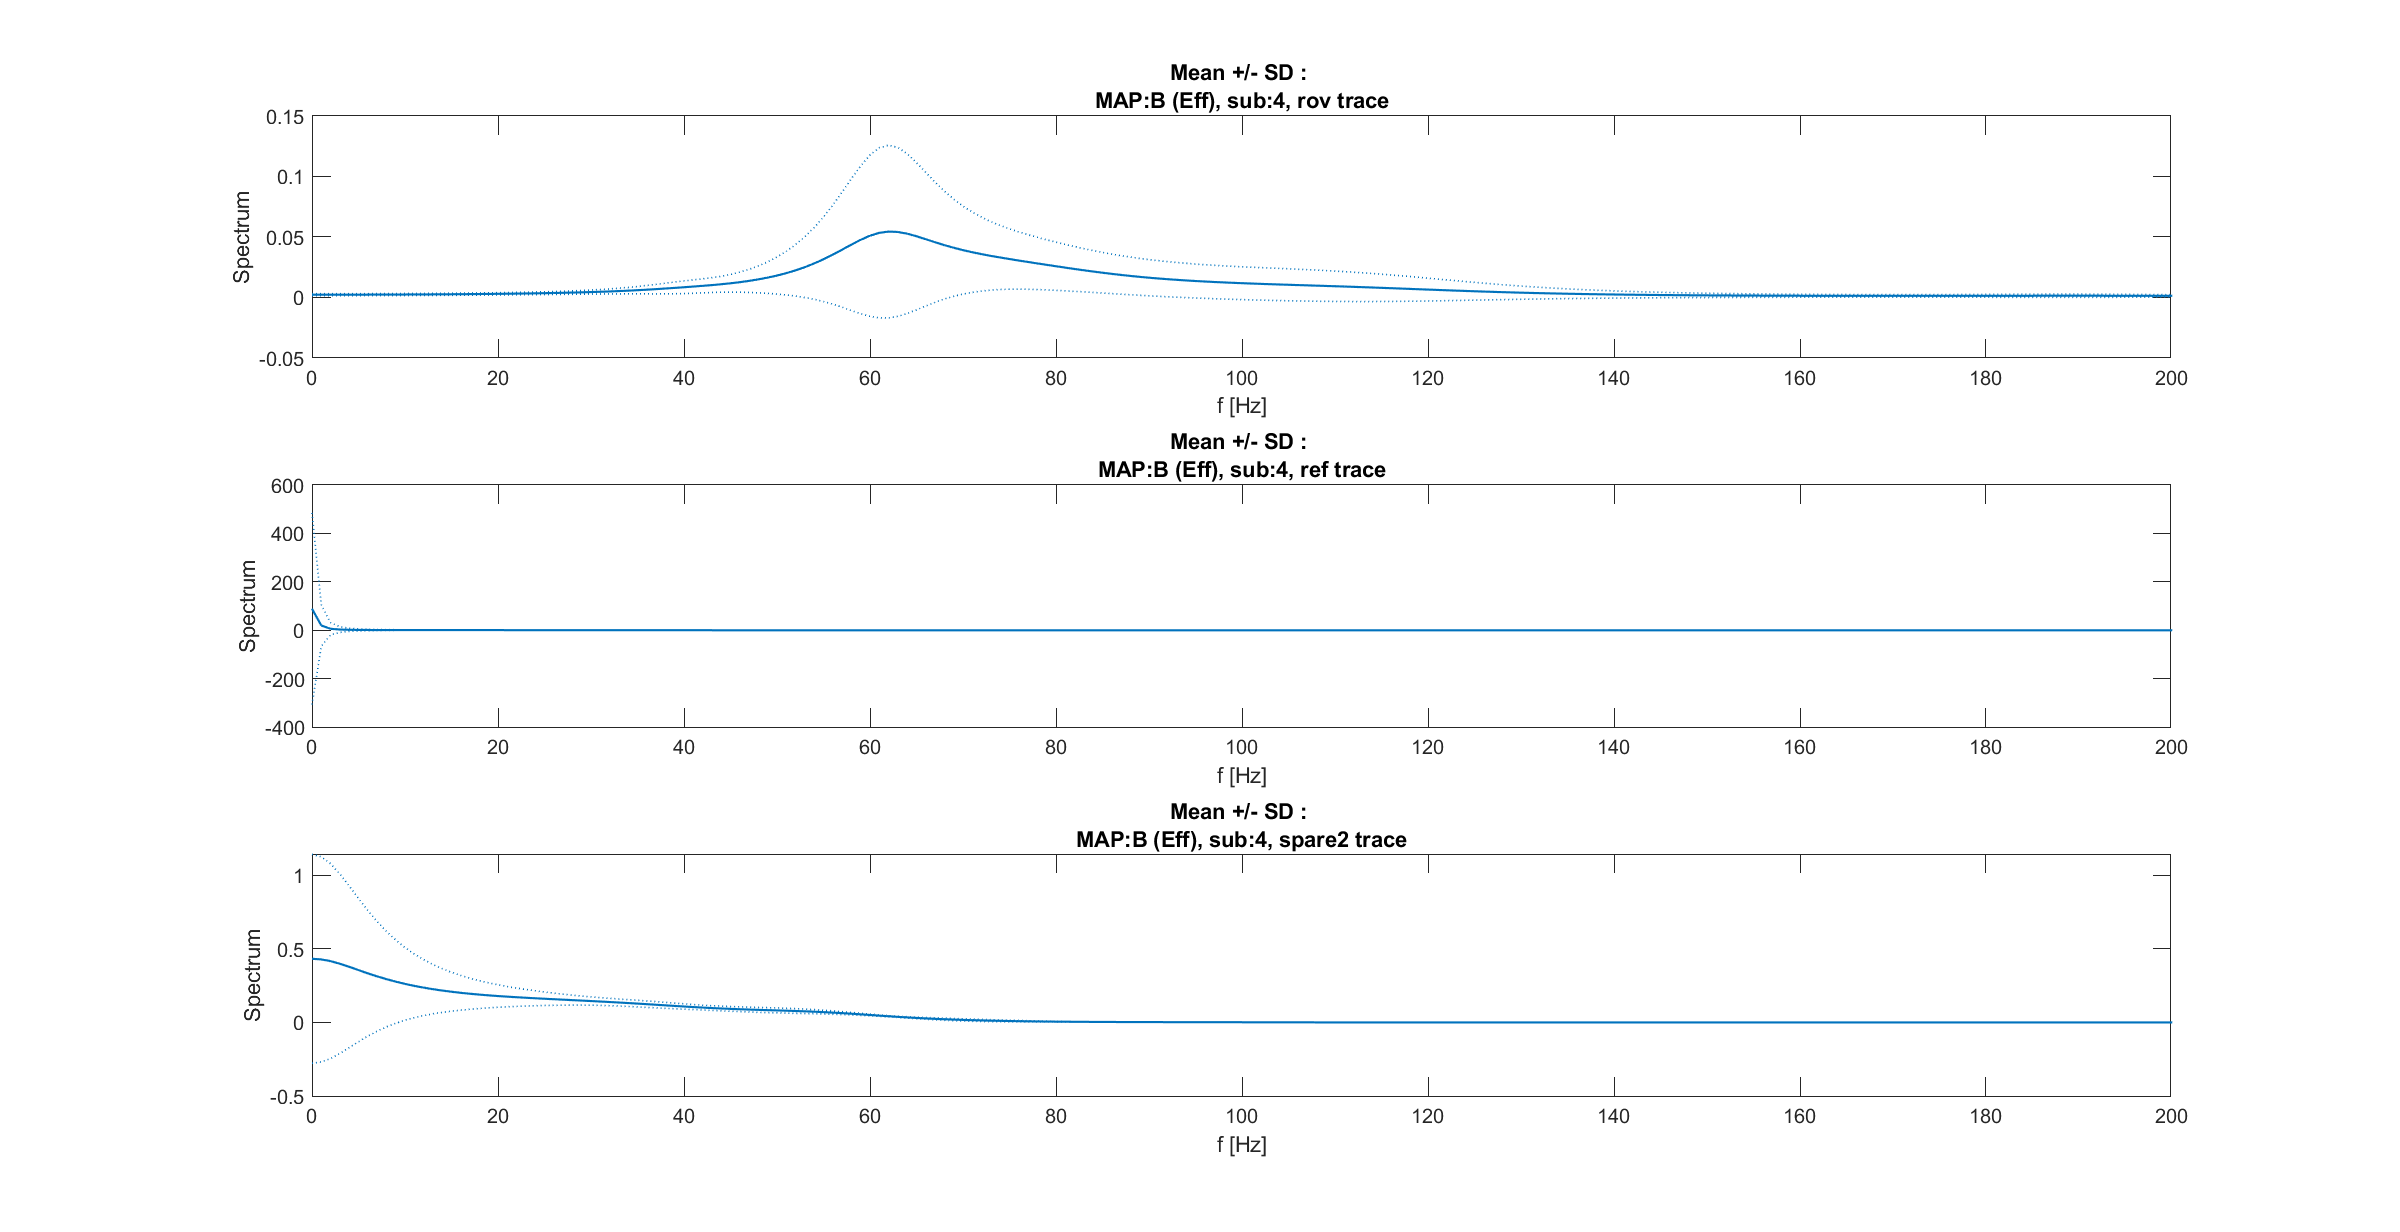 Mean +/- SD :
MAP:B (Eff), sub:4, rov trace
0.15
0.1
0.05
0
-0.05
Spectrum
0 20 40 60 80 100 120 140 160 180 200
f [Hz]
Mean +/- SD :
MAP:B (Eff), sub:4, ref trace
600
400
200
0
-200
-400
Spectrum
0 20 40 60 80 100 120 140 160 180 200
f [Hz]
Mean +/- SD :
MAP:B (Eff), sub:4, spare2 trace
1
0.5
0
-0.5
Spectrum
0 20 40 60 80 100 120 140 160 180 200
f [Hz]